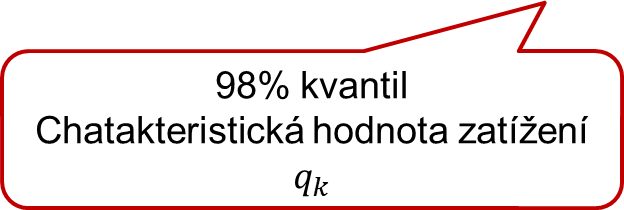 98% kvantil
Chatakteristická hodnota zatížení
q_k